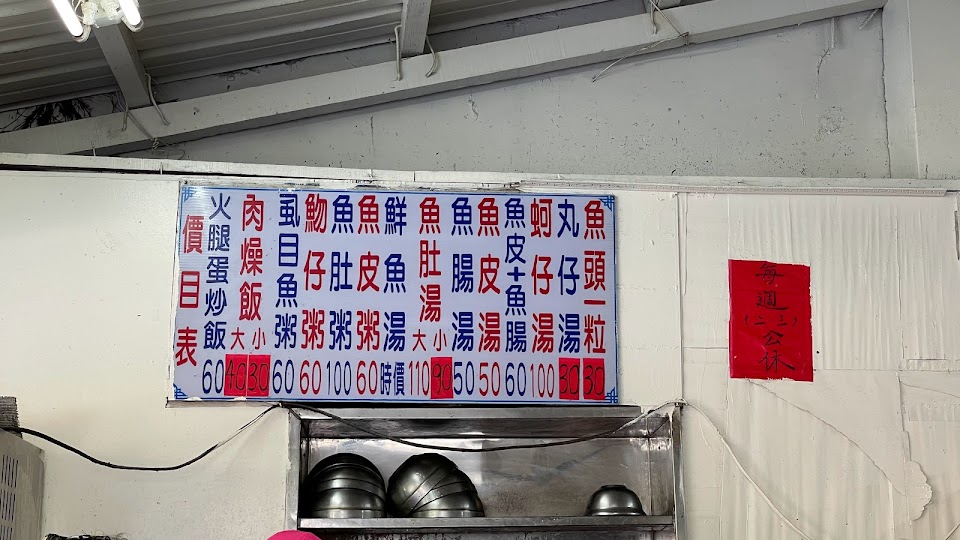 價目表
火腿蛋炒飯 60
肉燥飯 大 40 小 30
虱目魚粥 60
魩仔粥 60
魚肚粥 100
魚皮粥 60
鮮魚湯 時價
魚肚湯 大 110 小 90
魚腸湯 50
魚皮湯 50
魚皮+魚腸 60
蚵仔湯 100
丸仔湯 30
魚頭一粒 30
每週(二.三)公休